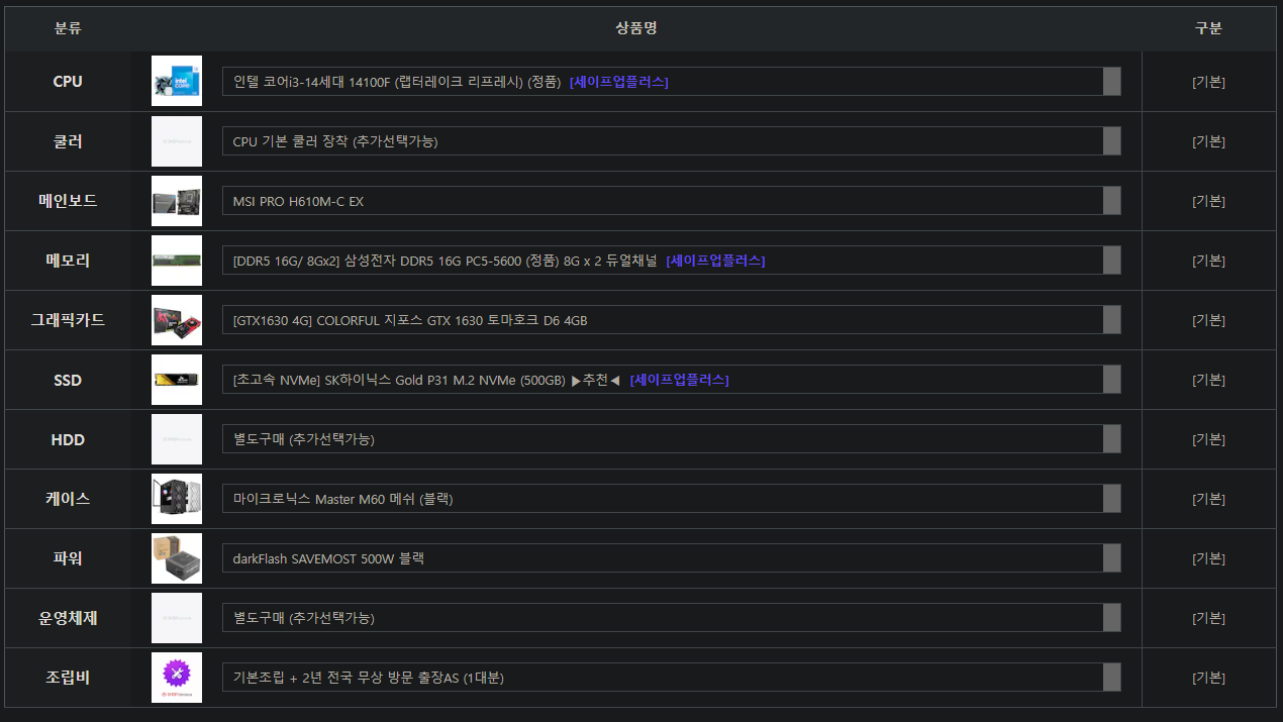 분류 상품명 구분
CPU 인텔 코어i3-14세대 14100F (랩터레이크 리프레시) (정품) [세이프업플러스] [기본]
쿨러 CPU 기본 쿨러 장착 (추가선택가능) [기본]
메인보드 MSI PRO H610M-C EX [기본]
메모리 [DDR5 16G/ 8Gx2] 삼성전자 DDR5 16G PC5-5600 (정품) 8G x 2 듀얼채널 [세이프업플러스] [기본]
그래픽카드 [GTX1630 4G] COLORFUL 지포스 GTX 1630 토마호크 D6 4GB [기본]
SSD [초고속 NVMe] SK하이닉스 Gold P31 M.2 NVMe (500GB) ▶추천◀ [세이프업플러스] [기본]
HDD 별도구매 (추가선택가능) [기본]
케이스 마이크로닉스 Master M60 메쉬 (블랙) [기본]
파워 darkFlash SAVEMOST 500W 블랙 [기본]
운영체제 별도구매 (추가선택가능) [기본]
조립비 기본조립 + 2년 전국 무상 방문 출장AS (1대분) [기본]